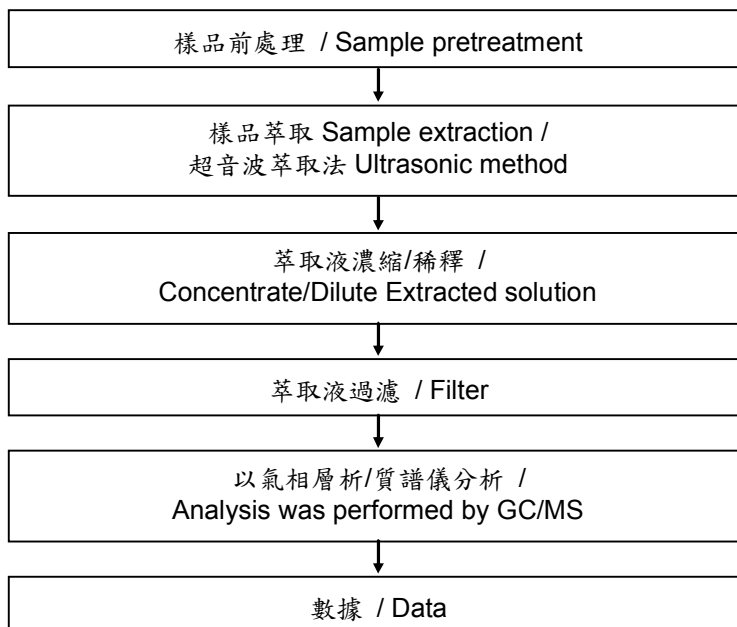 樣品前處理 / Sample pretreatment
樣品萃取 Sample extraction /
超音波萃取法 Ultrasonic method
萃取液濃縮/稀釋 /
Concentrate/Dilute Extracted solution
萃取液過濾 / Filter
以氣相層析/質譜儀分析 /
Analysis was performed by GC/MS
數據 / Data